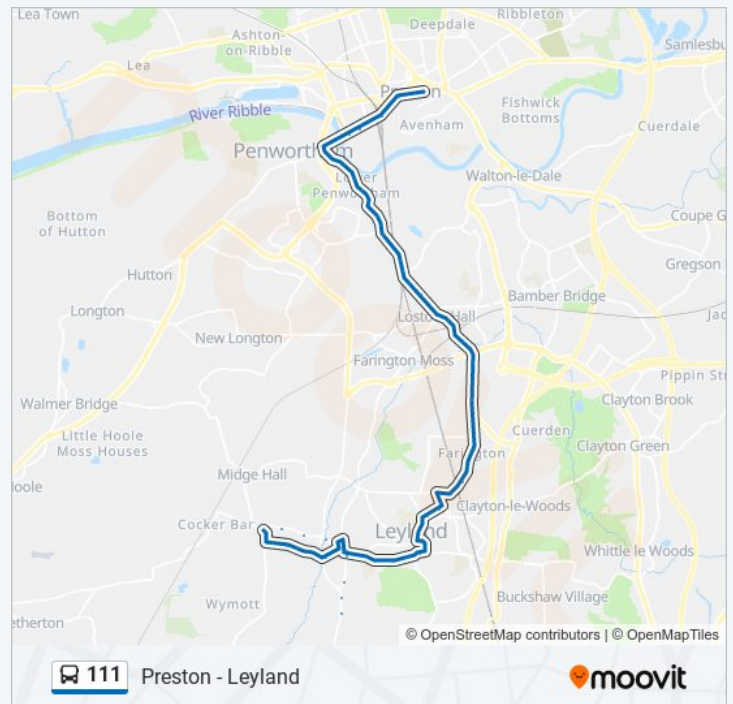 Lea Town
Ribbleton
Deepdale
Ashton-
on-Ribble
Samlesbu
Lea
Preston
Fishwick
Bottoms
River Ribble
Avenham
Cuerdale
Penwortham
Lower
Penwortham
Walton-le-Dale
Bottom
of Hutton
Coupe G
Gregson
Hutton
Bamber Bridge
Longton
Lostock Hall
Jac
New Longton
Farington Moss
Pippin Str
Walmer Bridge
Clayton Brook
Little Hoole
Moss Houses
Cuerden
Clayton Green
Farington
Midge Hall
oole
Clayton-le-Woods
Cocker Bar
Leyland
Whittle le Woods
Wymott
Buckshaw Village
etherton
© OpenStreetMap contributors | © OpenMapTiles
111 Preston - Leyland
moovit